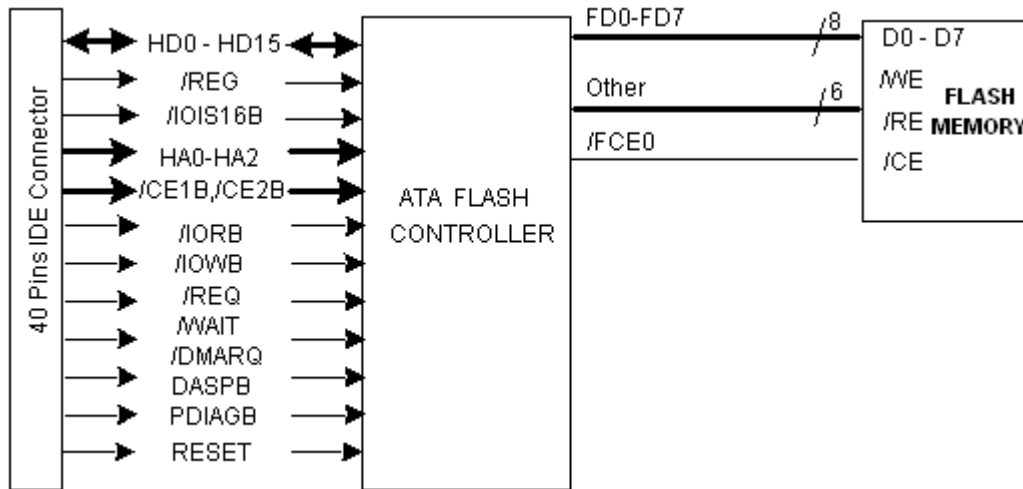 40 Pins IDE Connector
HD0 - HD15
/REG
/IOIS16B
HA0-HA2
/CE1B,/CE2B
/IORB
/IOWB
/REQ
/WAIT
/DMARQ
DASPB
PDIAGB
RESET
ATA FLASH
CONTROLLER
FD0-FD7
8
Other
6
/FCE0
D0 - D7
/WE
/RE
/CE
FLASH
MEMORY